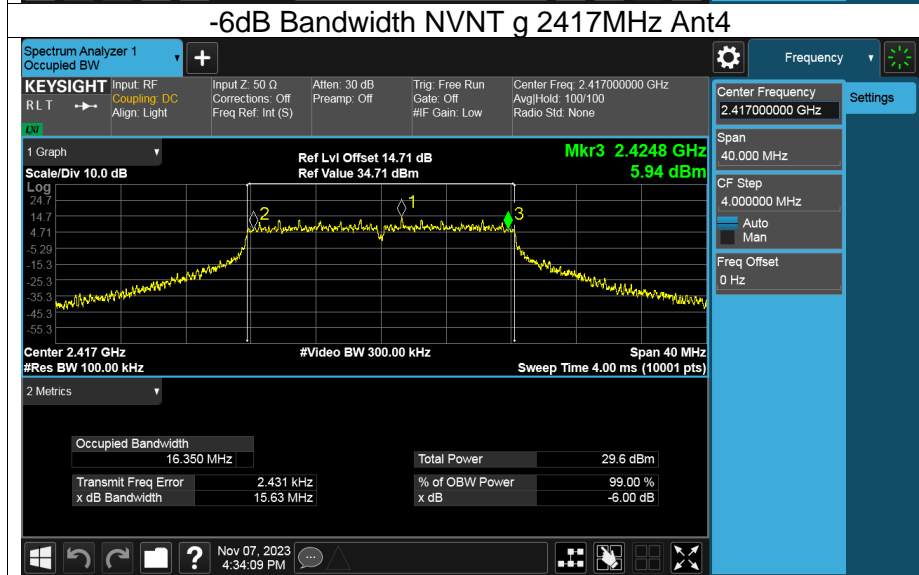 -6dB Bandwidth NVNT g 2417MHz Ant4
Spectrum Analyzer 1
Occupied BW
+
Frequency
KEYSIGHT
R L T
LXI
Input: RF
Coupling: DC
Align: Light
Input Z: 50 Ω
Corrections: Off
Freq Ref: Int (S)
Atten: 30 dB
Preamp: Off
Trig: Free Run
Gate: Off
#IF Gain: Low
Center Freq: 2.417000000 GHz
Avg|Hold: 100/100
Radio Std: None
Center Frequency
2.417000000 GHz
Settings
Span
40.000 MHz
CF Step
4.000000 MHz
Auto
Man
Freq Offset
0 Hz
1 Graph
Ref Lvl Offset 14.71 dB
Mkr3 2.4248 GHz
Scale/Div 10.0 dB
Ref Value 34.71 dBm
5.94 dBm
Log
24.7
14.7
4.71
-5.29
-15.3
-25.3
-35.3
-45.3
-55.3
2
1
3
Center 2.417 GHz
#Video BW 300.00 kHz
Span 40 MHz
#Res BW 100.00 kHz
Sweep Time 4.00 ms (10001 pts)
2 Metrics
Occupied Bandwidth
16.350 MHz
Total Power 29.6 dBm
Transmit Freq Error 2.431 kHz
% of OBW Power 99.00 %
x dB Bandwidth 15.63 MHz
x dB -6.00 dB
?
Nov 07, 2023
4:34:09 PM